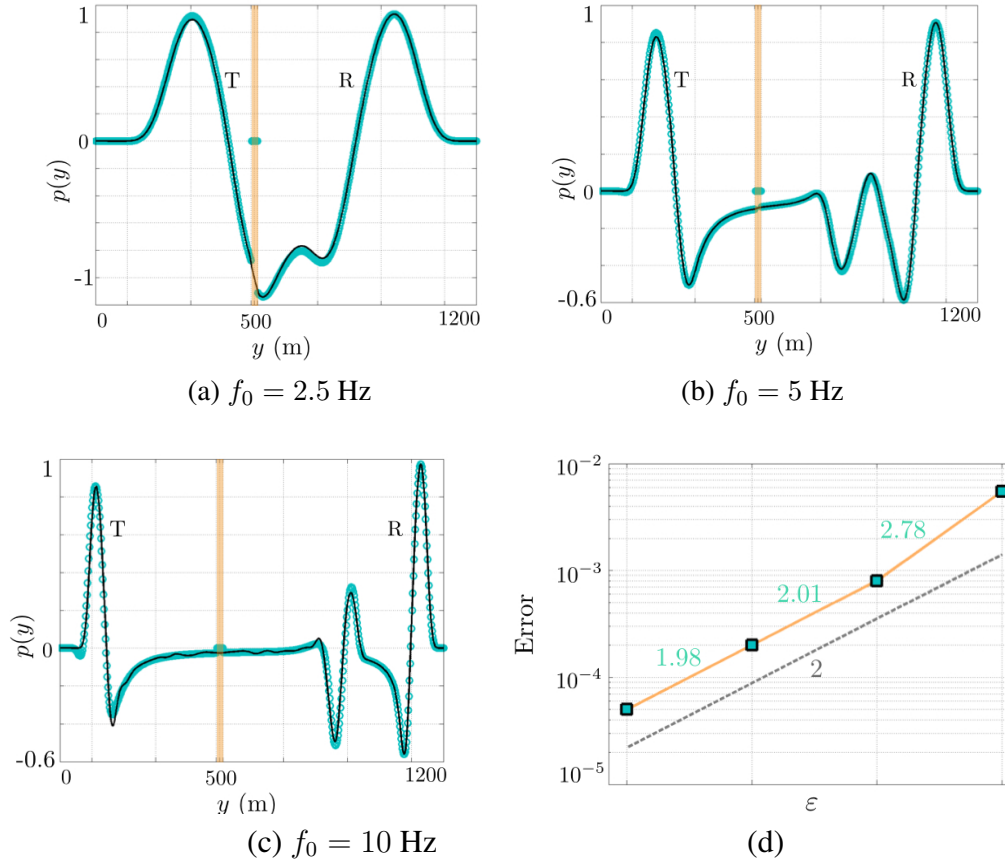 1
T
R
0
p(y)
-1
0
500
1200
y (m)
(a) f₀ = 2.5 Hz
1
T
R
0
p(y)
-0.6
0
500
1200
y (m)
(b) f₀ = 5 Hz
1
T
R
0
p(y)
-0.6
0
500
1200
y (m)
(c) f₀ = 10 Hz
10⁻²
2.78
10⁻³
2.01
Error
1.98
2
10⁻⁴
10⁻⁵
ε
(d)